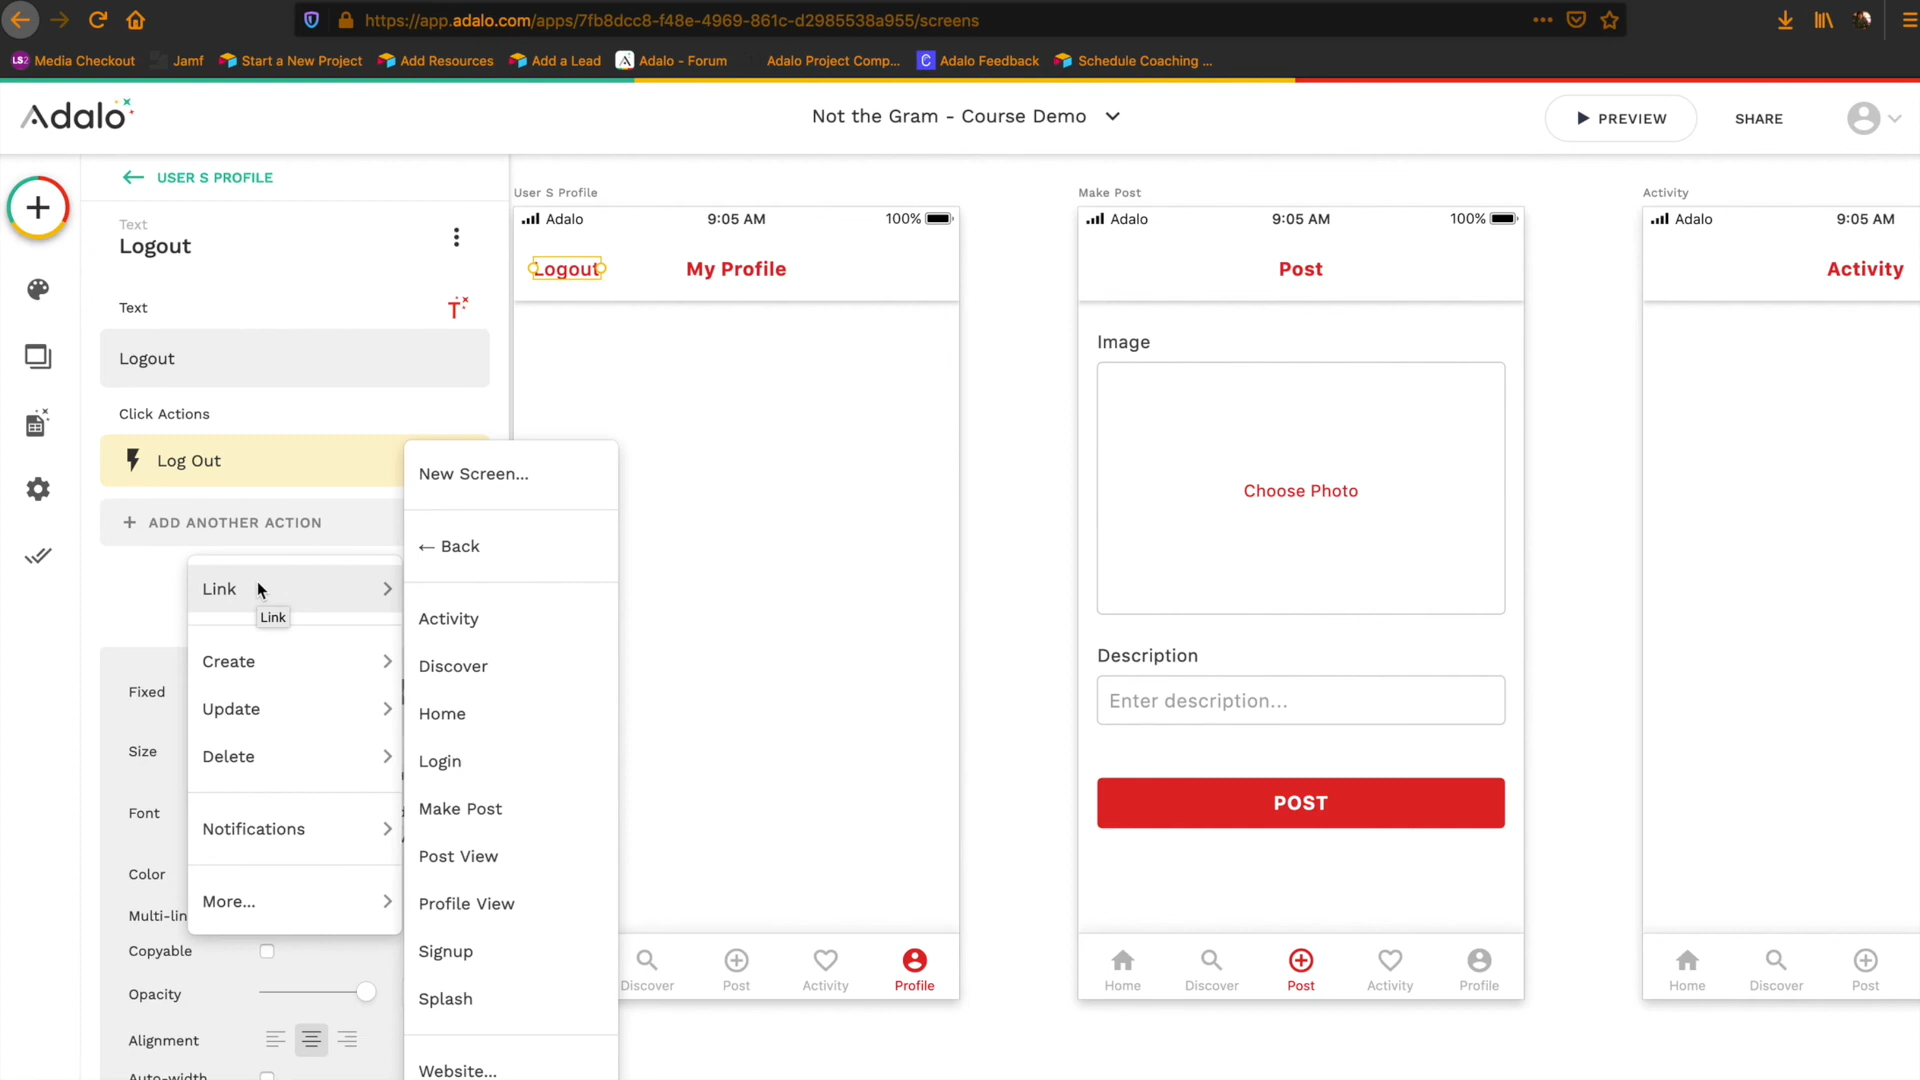 https://app.adalo.com/apps/7fb8dcc8-f48e-4969-861c-d2985538a955/screens
LS2 Media Checkout
Jamf
Start a New Project
Add Resources
Add a Lead
A Adalo - Forum
Adalo Project Comp...
C Adalo Feedback
Schedule Coaching ...
Adalo
Not the Gram - Course Demo
PREVIEW
SHARE
← USER S PROFILE
Text
Logout
Text
Logout
Click Actions
Log Out
+ ADD ANOTHER ACTION
Link
Link
Create
Update
Delete
Notifications
More...
Fixed
Size
Font
Color
Multi-lin
Copyable
Opacity
Alignment
Auto-width
New Screen...
← Back
Activity
Discover
Home
Login
Make Post
Post View
Profile View
Signup
Splash
Website...
User S Profile
Adalo
9:05 AM
100%
Logout
My Profile
Discover
Post
Activity
Profile
Make Post
Adalo
9:05 AM
100%
Post
Image
Choose Photo
Description
Enter description...
POST
Home
Discover
Post
Activity
Profile
Activity
Adalo
9:05 AM
Activity
Home
Discover
Post